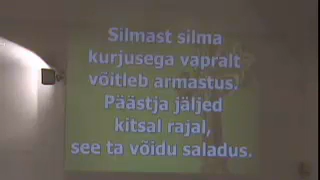 Silmast silma
kurjusega vapralt
võitleb armastus.
Päästja jäljed
kitsal rajal,
see ta võidu saladus.